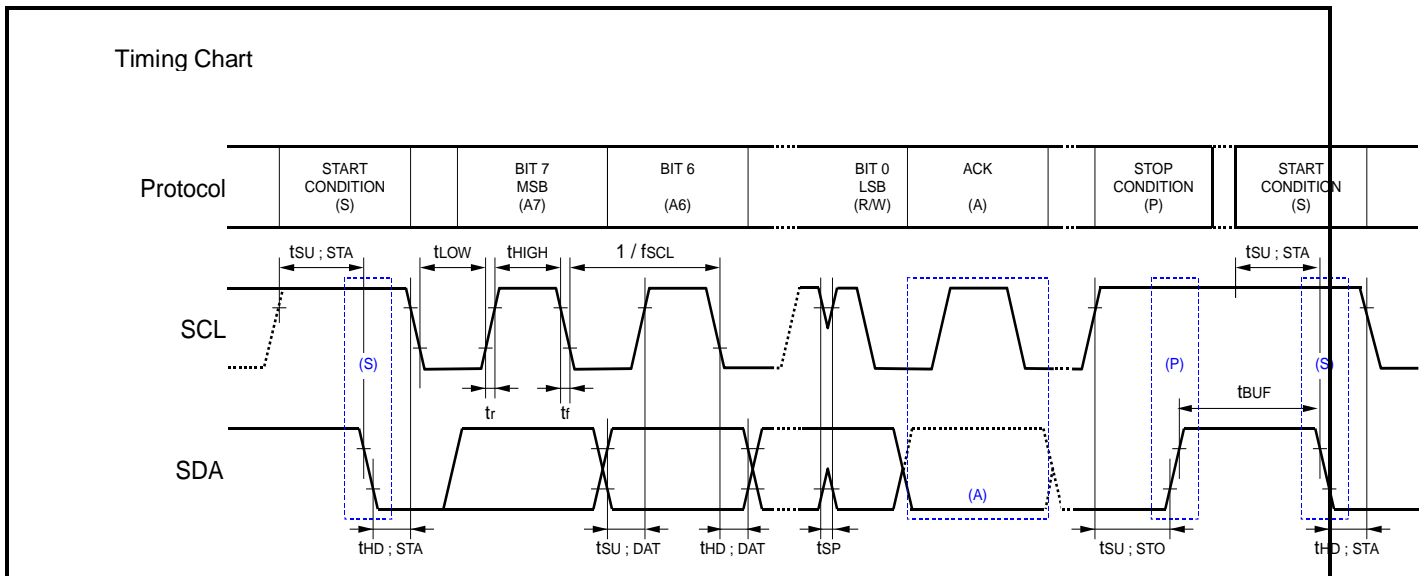 Timing Chart
Protocol
START
CONDITION
(S)
BIT 7
MSB
(A7)
BIT 6
(A6)
BIT 0
LSB
(R/W)
ACK
(A)
STOP
CONDITION
(P)
START
CONDITION
(S)
tSU ; STA
tLOW
tHIGH
1 / fSCL
tSU ; STA
SCL
(S)
(P)
(S)
tr
tf
tBUF
SDA
(A)
tHD ; STA
tSU ; DAT
tHD ; DAT
tSP
tSU ; STO
tHD ; STA